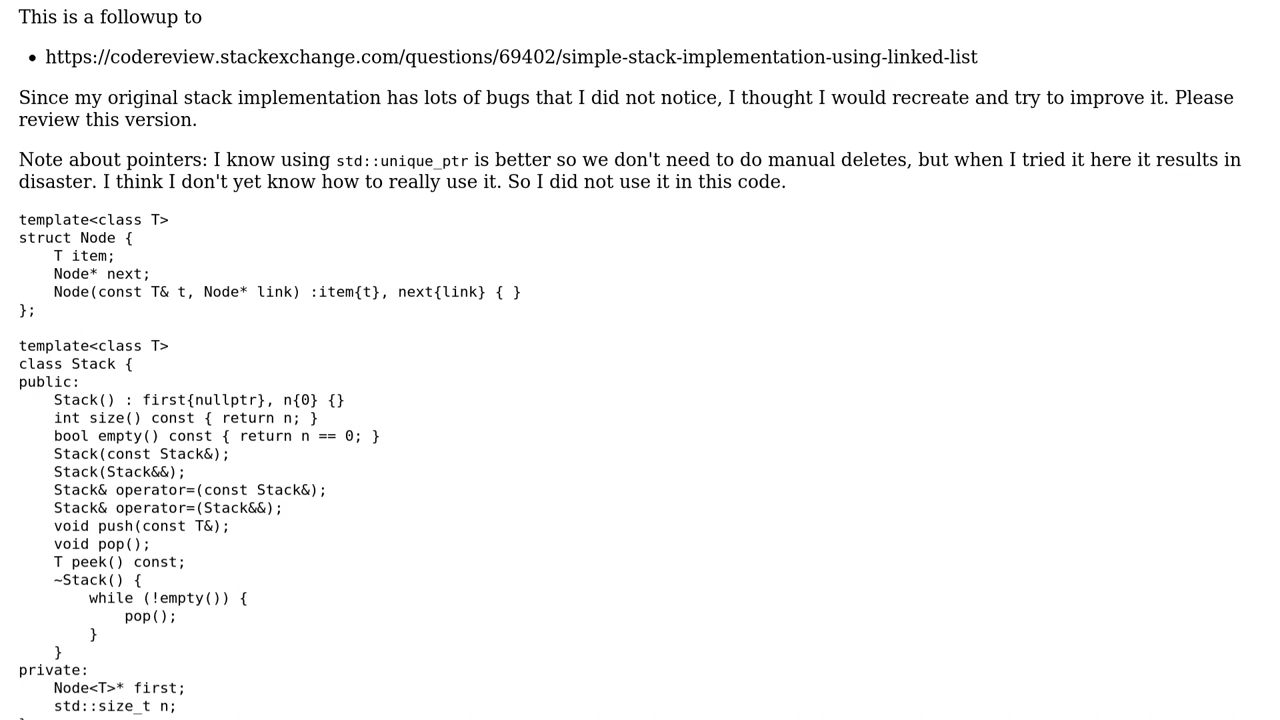 This is a followup to
• https://codereview.stackexchange.com/questions/69402/simple-stack-implementation-using-linked-list
Since my original stack implementation has lots of bugs that I did not notice, I thought I would recreate and try to improve it. Please
review this version.
Note about pointers: I know using std::unique_ptr is better so we don't need to do manual deletes, but when I tried it here it results in
disaster. I think I don't yet know how to really use it. So I did not use it in this code.
template<class T>
struct Node {
    T item;
    Node* next;
    Node(const T& t, Node* link) :item{t}, next{link} { }
};
template<class T>
class Stack {
public:
    Stack() : first{nullptr}, n{0} {}
    int size() const { return n; }
    bool empty() const { return n == 0; }
    Stack(const Stack&);
    Stack(Stack&&);
    Stack& operator=(const Stack&);
    Stack& operator=(Stack&&);
    void push(const T&);
    void pop();
    T peek() const;
    ~Stack() {
        while (!empty()) {
            pop();
        }
    }
private:
    Node<T>* first;
    std::size_t n;